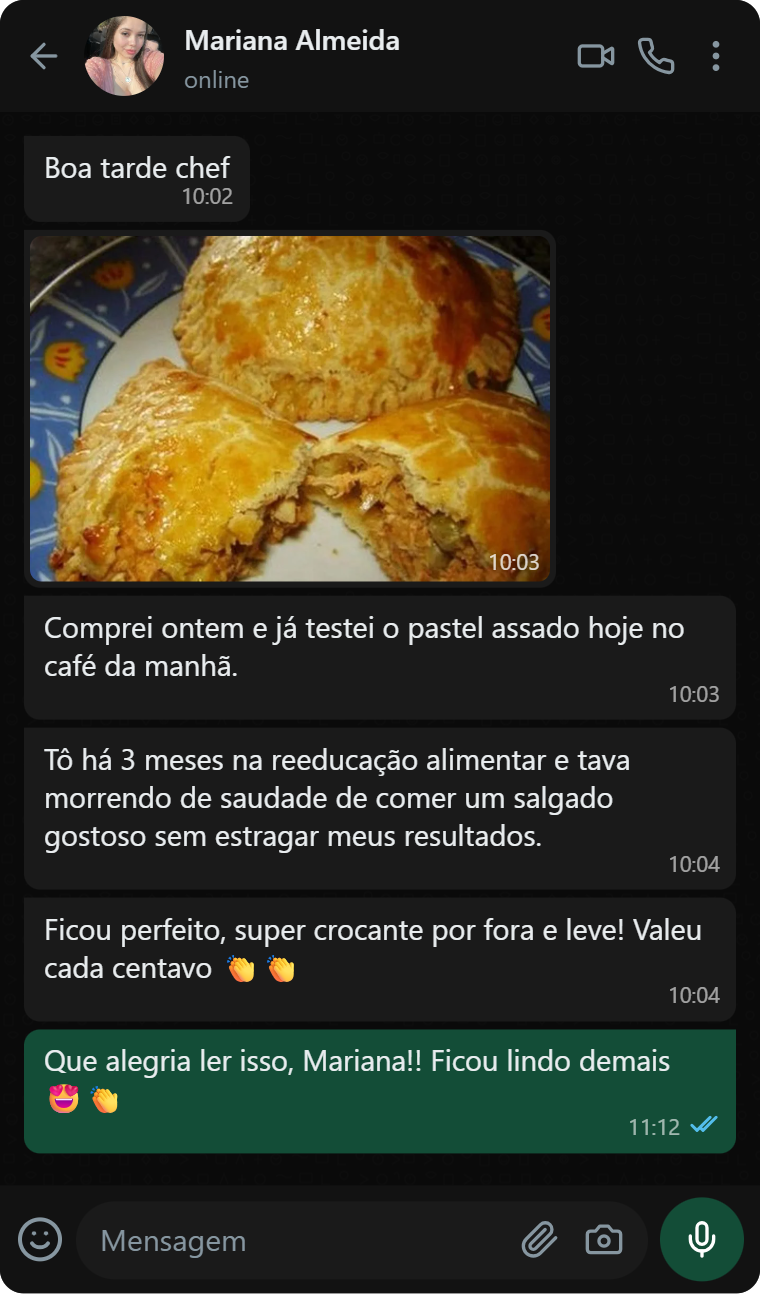 Mariana Almeida
online
Boa tarde chef
10:02
10:03
Comprei ontem e já testei o pastel assado hoje no
café da manhã.
10:03
Tô há 3 meses na reeducação alimentar e tava
morrendo de saudade de comer um salgado
gostoso sem estragar meus resultados.
10:04
Ficou perfeito, super crocante por fora e leve! Valeu
cada centavo 👏 👏
10:04
Que alegria ler isso, Mariana!! Ficou lindo demais
😍 👏
11:12
Mensagem